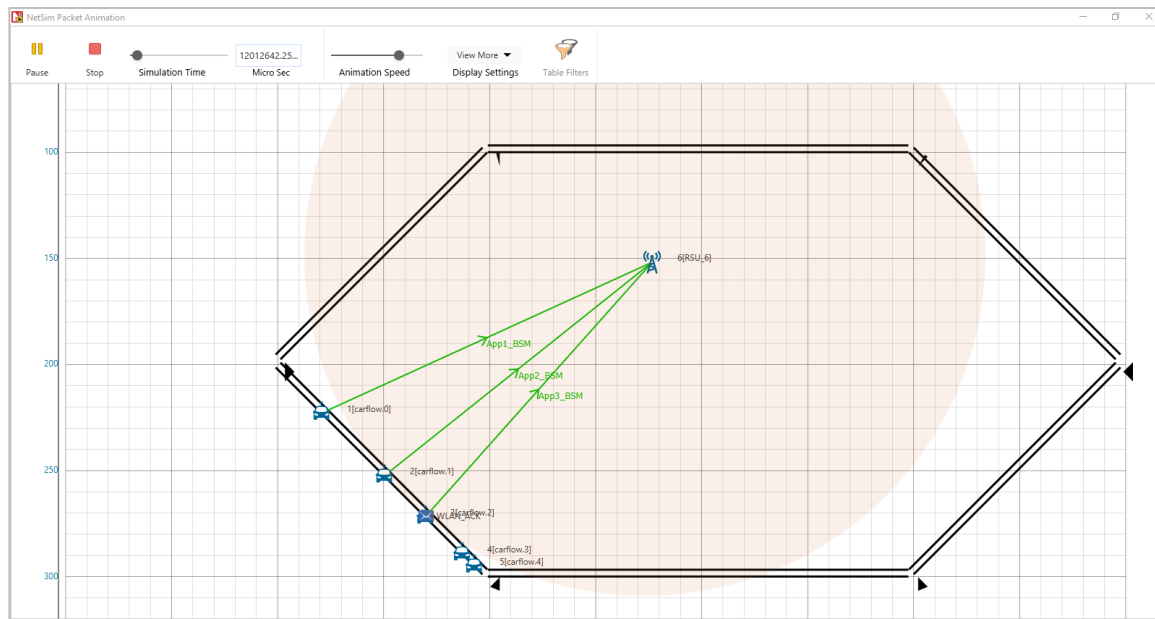 NetSim Packet Animation
12012642.25...
View More
Pause
Stop
Simulation Time
Micro Sec
Animation Speed
Display Settings
Table Filters
100
150
6[RSU_6]
App1_BSM
200
App2_BSM
App3_BSM
1[carflow.0]
250
2[carflow.1]
3[carflow.2]
WLAN_ACK
4[carflow.3]
5[carflow.4]
300